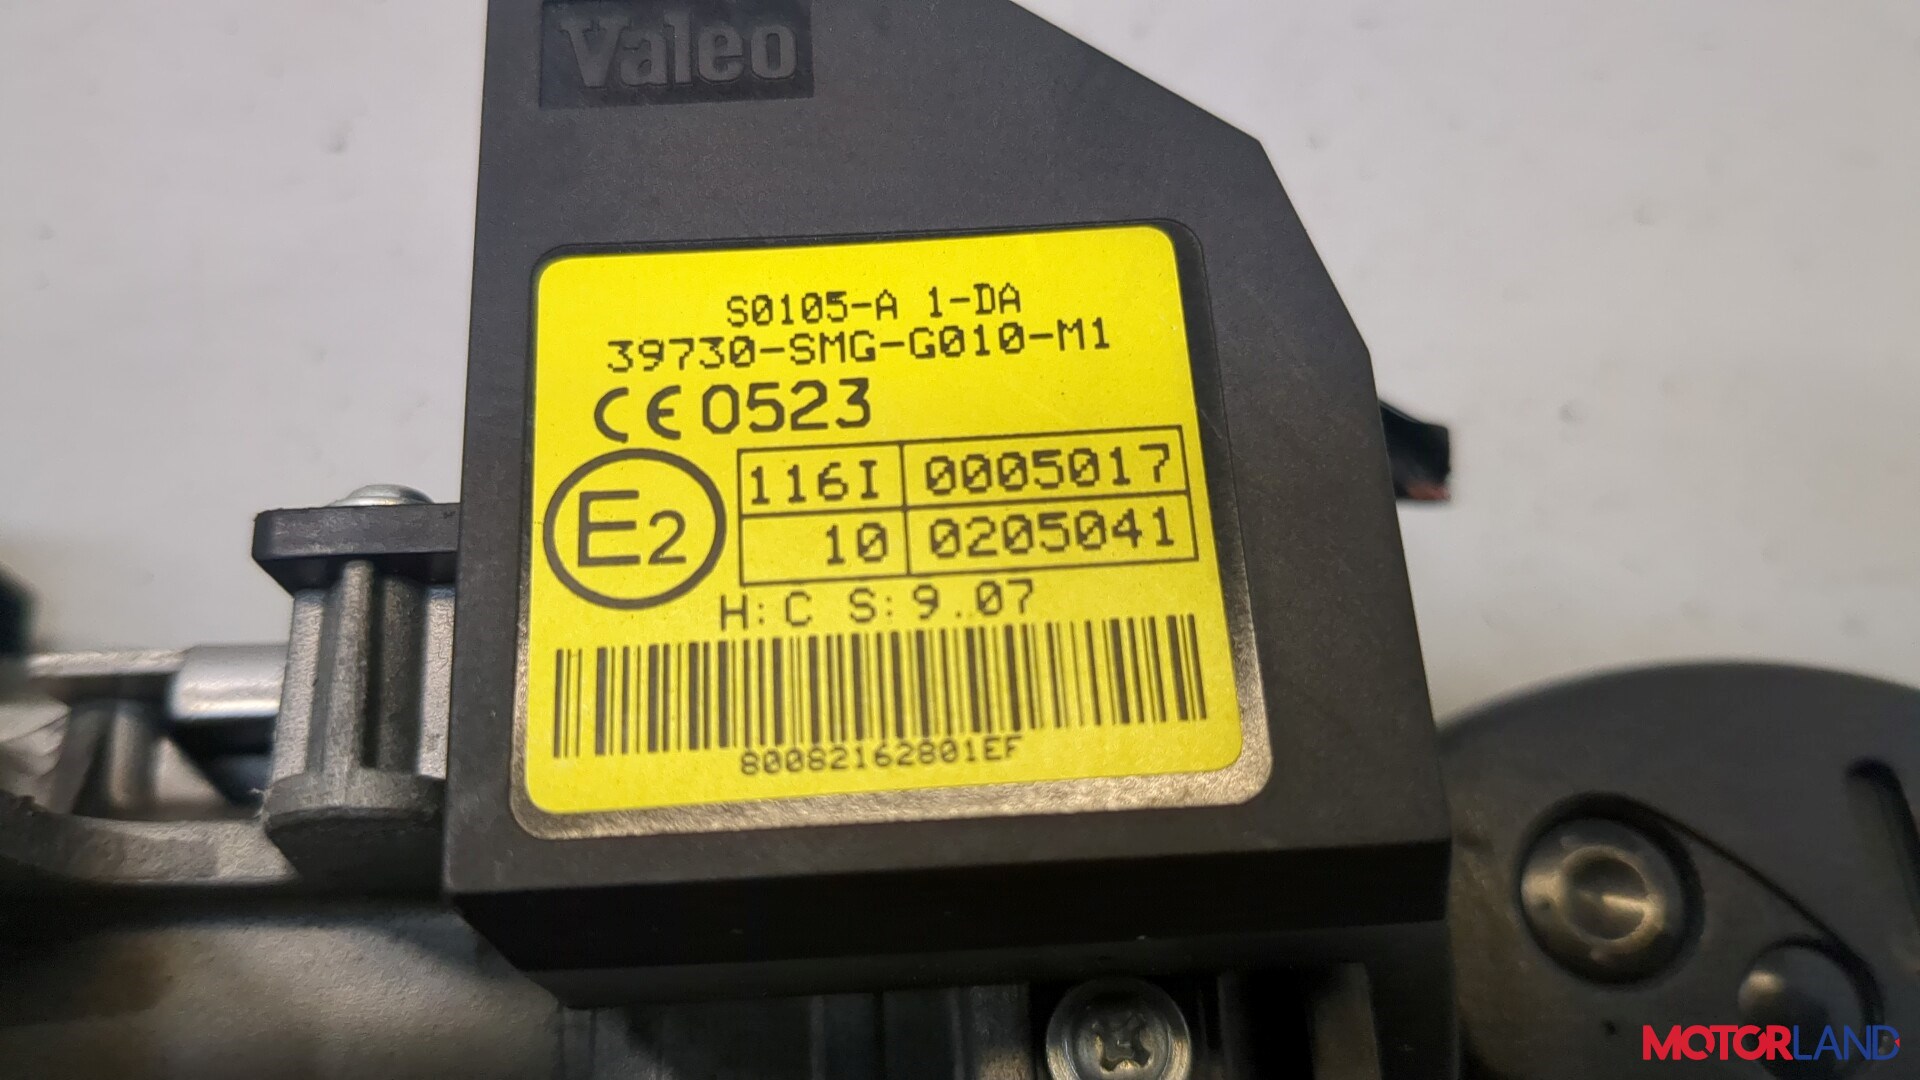 Valeo
S0105-A 1-DA
39730-SMG-G010-M1
CE 0523
E2
116I 0005017
10 0205041
H: C S: 9.07
80082162801EF
MOTORLAND